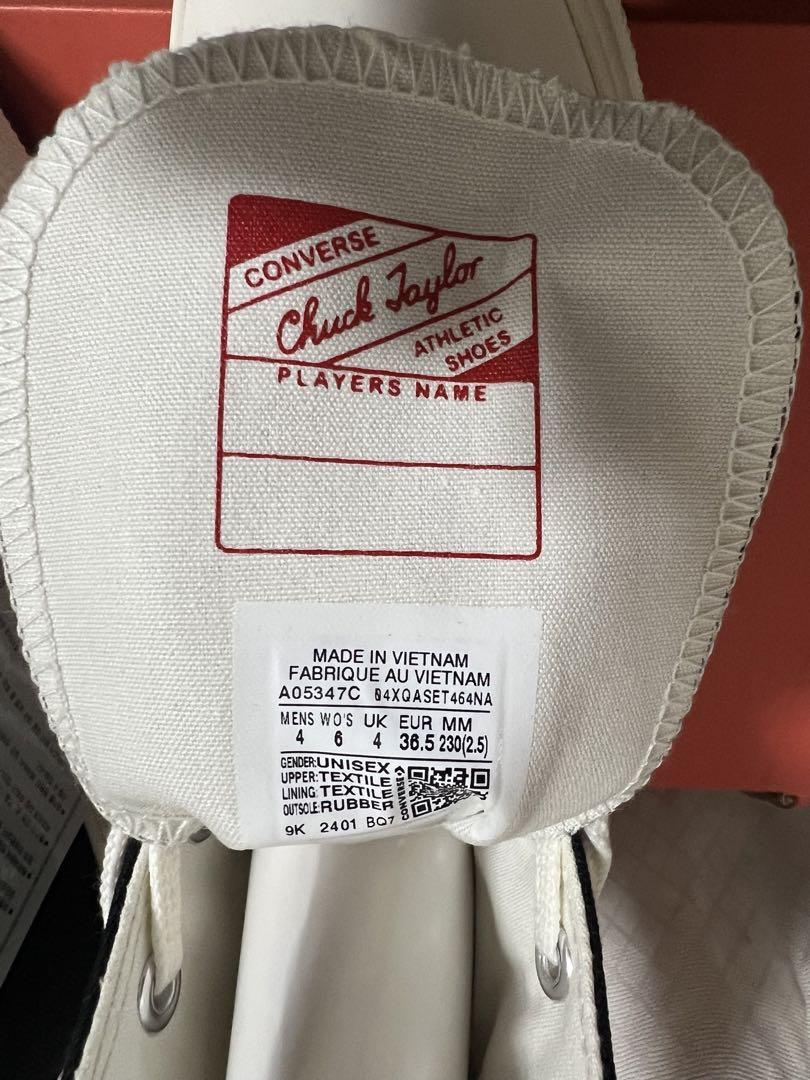 CONVERSE
Chuck Taylor
ATHLETIC
SHOES
PLAYERS NAME
MADE IN VIETNAM
FABRIQUE AU VIETNAM
A05347C 04XQASET464NA
MENS WO'S UK EUR MM
4 6 4 36.5 230(2.5)
GENDER:UNISEX
UPPER:TEXTILE
LINING:TEXTILE
OUTSOLE:RUBBER
CONVERSE
9K 2401 BQ7